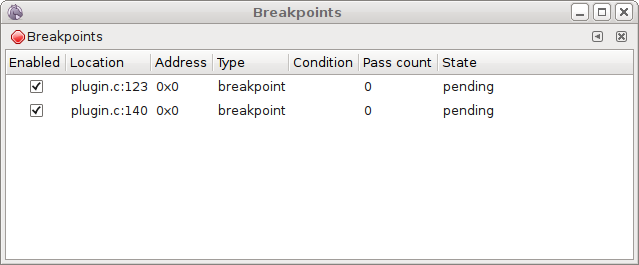 Breakpoints
Breakpoints
Enabled Location Address Type Condition Pass count State
plugin.c:123 0x0 breakpoint 0 pending
plugin.c:140 0x0 breakpoint 0 pending